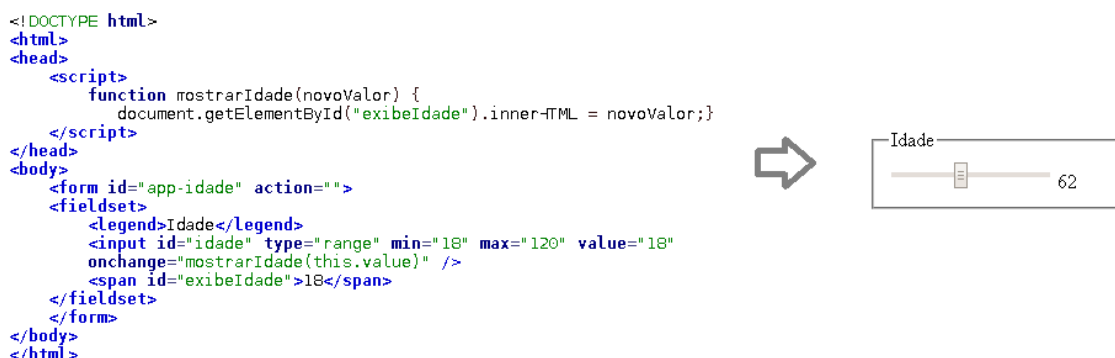 <!DOCTYPE html>
<html>
<head>
<script>
function mostrarIdade(novoValor) {
document.getElementById("exibeIdade").innerHTML = novoValor;}
</script>
</head>
<body>
<form id="app-idade" action="">
<fieldset>
<legend>Idade</legend>
<input id="idade" type="range" min="18" max="120" value="18"
onchange="mostrarIdade(this.value)" />
<span id="exibeIdade">18</span>
</fieldset>
</form>
</body>
</html>
Idade
62